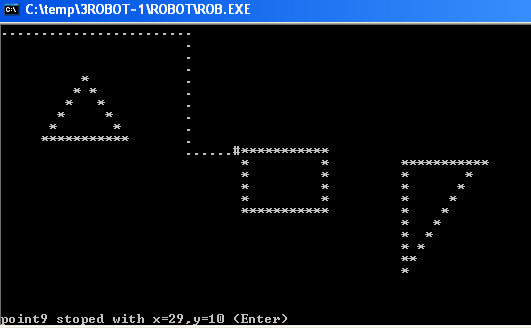 C:\temp\3ROBOT~1\ROBOT\ROB.EXE
point9 stoped with x=29,y=10 (Enter)